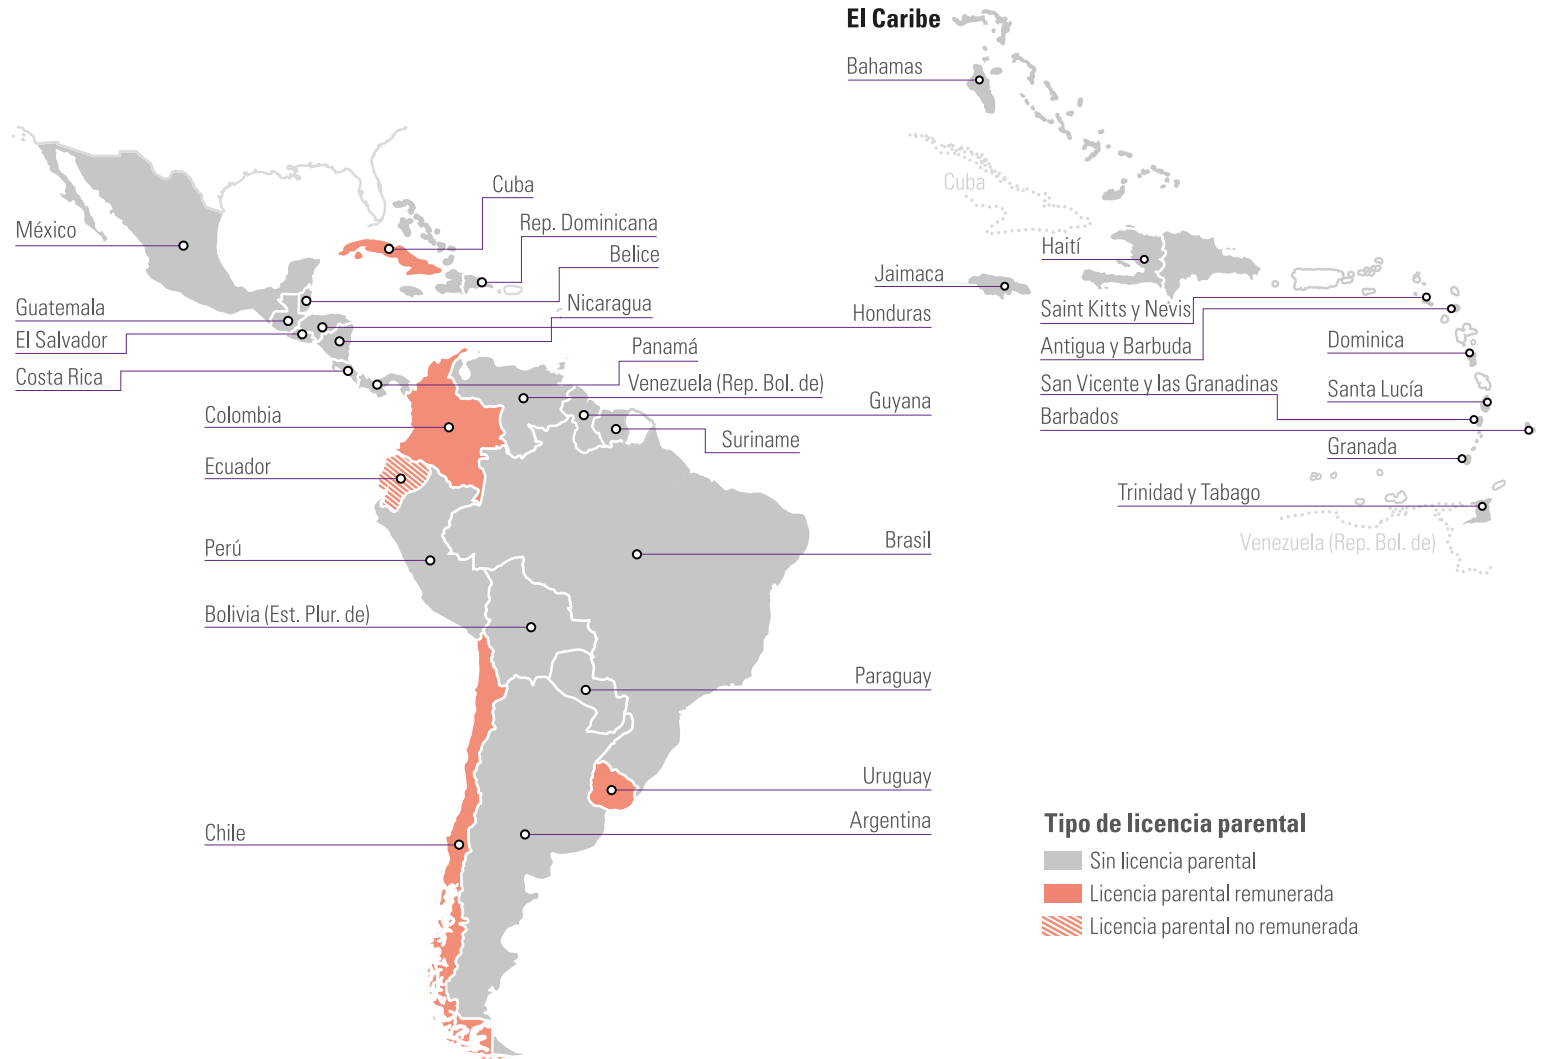 El Caribe
Bahamas
Cuba
Cuba
Rep. Dominicana
México
Belice
Haití
Jaimaca
Nicaragua
Guatemala
Honduras
Saint Kitts y Nevis
El Salvador
Antigua y Barbuda
Dominica
Panamá
Costa Rica
Venezuela (Rep. Bol. de)
San Vicente y las Granadinas
Santa Lucía
Guyana
Colombia
Barbados
Suriname
Granada
Ecuador
Trinidad y Tabago
Brasil
Venezuela (Rep. Bol. de)
Perú
Bolivia (Est. Plur. de)
Paraguay
Uruguay
Argentina
Chile
Tipo de licencia parental
Sin licencia parental
Licencia parental remunerada
Licencia parental no remunerada